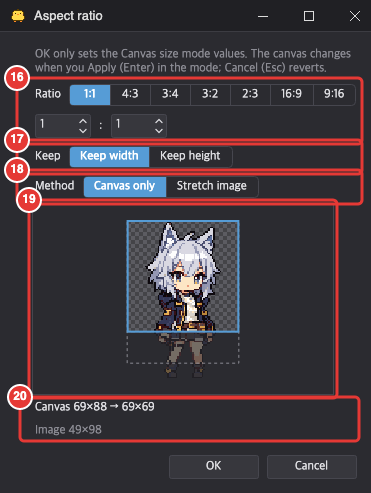 Aspect ratio
OK only sets the Canvas size mode values. The canvas changes
when you Apply (Enter) in the mode; Cancel (Esc) reverts.
16
Ratio 1:1 4:3 3:4 3:2 2:3 16:9 9:16
1 : 1
17
Keep Keep width Keep height
18
Method Canvas only Stretch image
19
20
Canvas 69×88 → 69×69
Image 49×98
OK Cancel